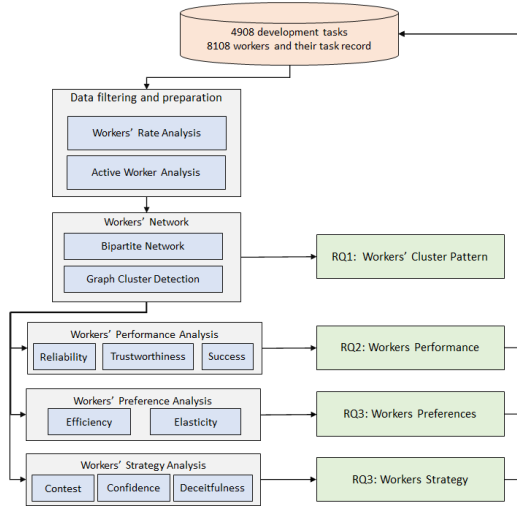 4908 development tasks
8108 workers and their task record
Data filtering and preparation
Workers' Rate Analysis
Active Worker Analysis
Workers' Network
Bipartite Network
Graph Cluster Detection
RQ1: Workers' Cluster Pattern
Workers' Performance Analysis
Reliability
Trustworthiness
Success
RQ2: Workers Performance
Workers' Preference Analysis
Efficiency
Elasticity
RQ3: Workers Preferences
Workers' Strategy Analysis
Contest
Confidence
Deceitfulness
RQ3: Workers Strategy